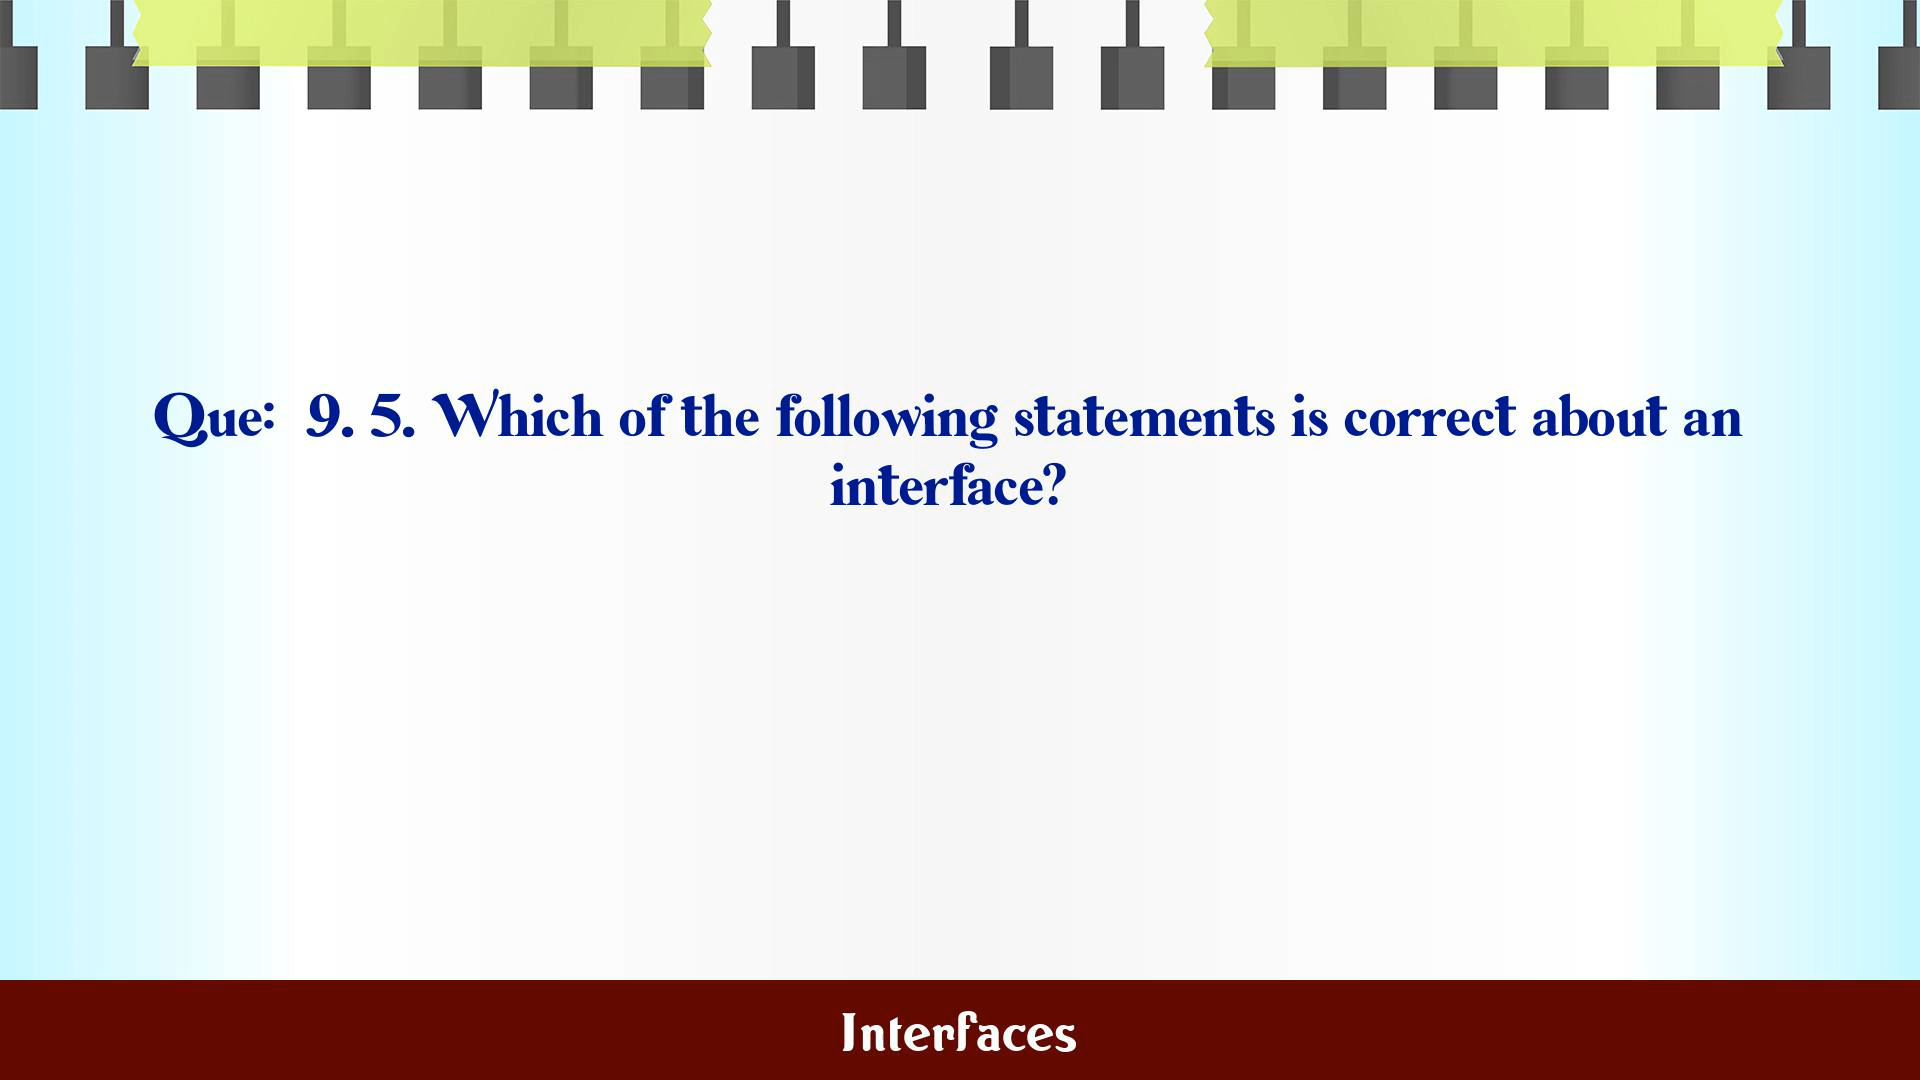 Que: 9. 5. Which of the following statements is correct about an
interface?
Interfaces